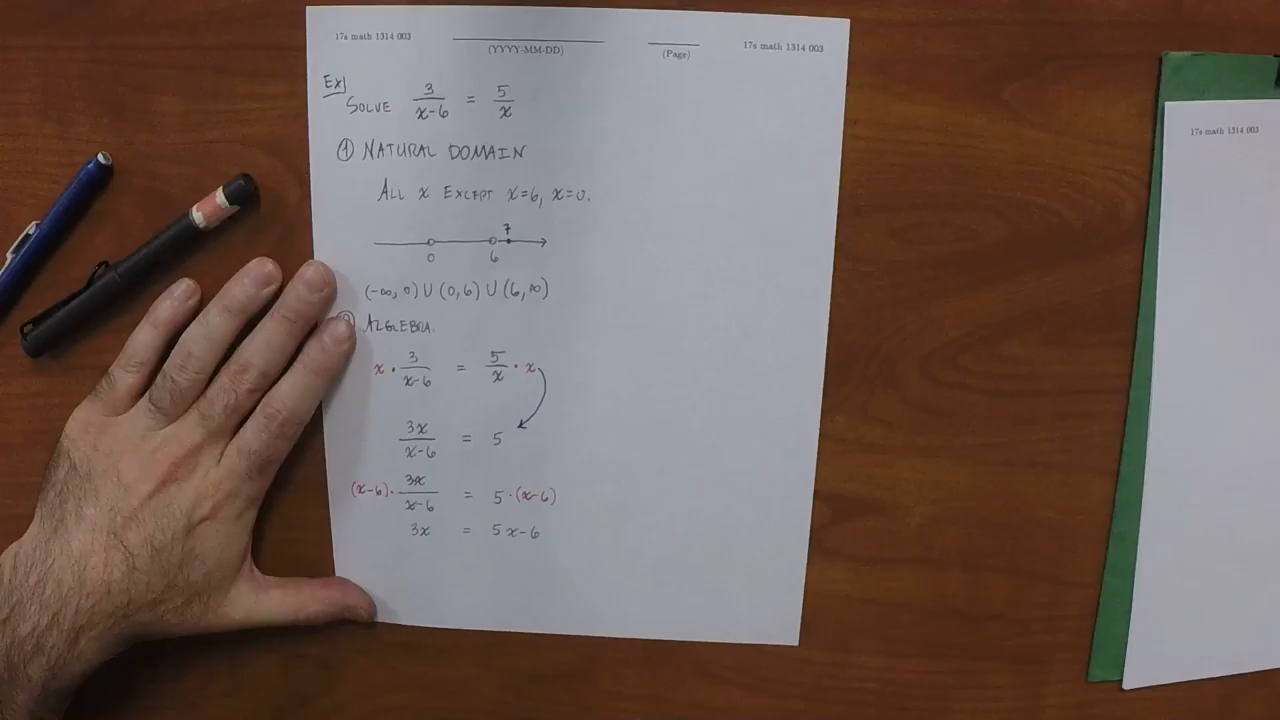 17s math 1314 003
(YYYY-MM-DD)
(Page)
17s math 1314 003
Ex)
SOLVE 3/(x-6) = 5/x
① NATURAL DOMAIN
ALL x EXCEPT x=6, x=0.
7
0 6
(-∞, 0) ∪ (0, 6) ∪ (6, ∞)
ALGEBRA.
x · 3/(x-6) = 5/x · x
3x/(x-6) = 5
(x-6) · 3x/(x-6) = 5 · (x-6)
3x = 5x-6
17s math 1314 003